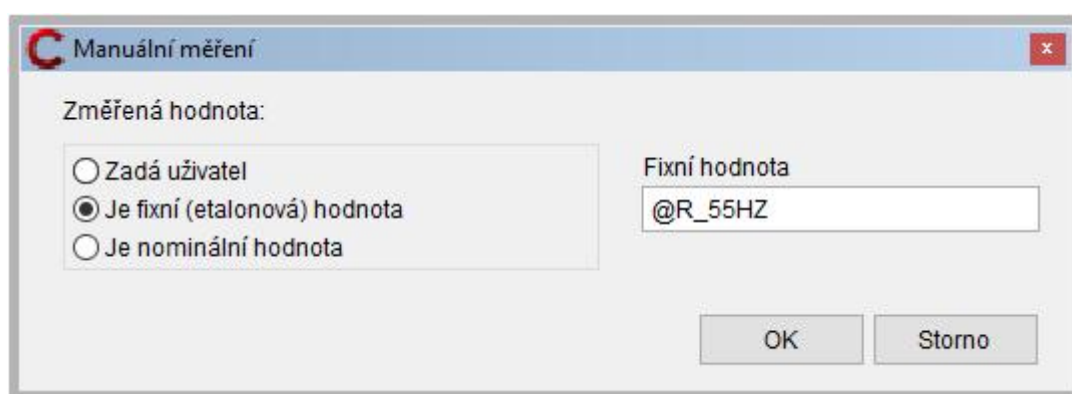 Manuální měření
Změřená hodnota:
Zadá uživatel
Je fixní (etalonová) hodnota
Je nominální hodnota
Fixní hodnota
@R_55HZ
OK
Storno